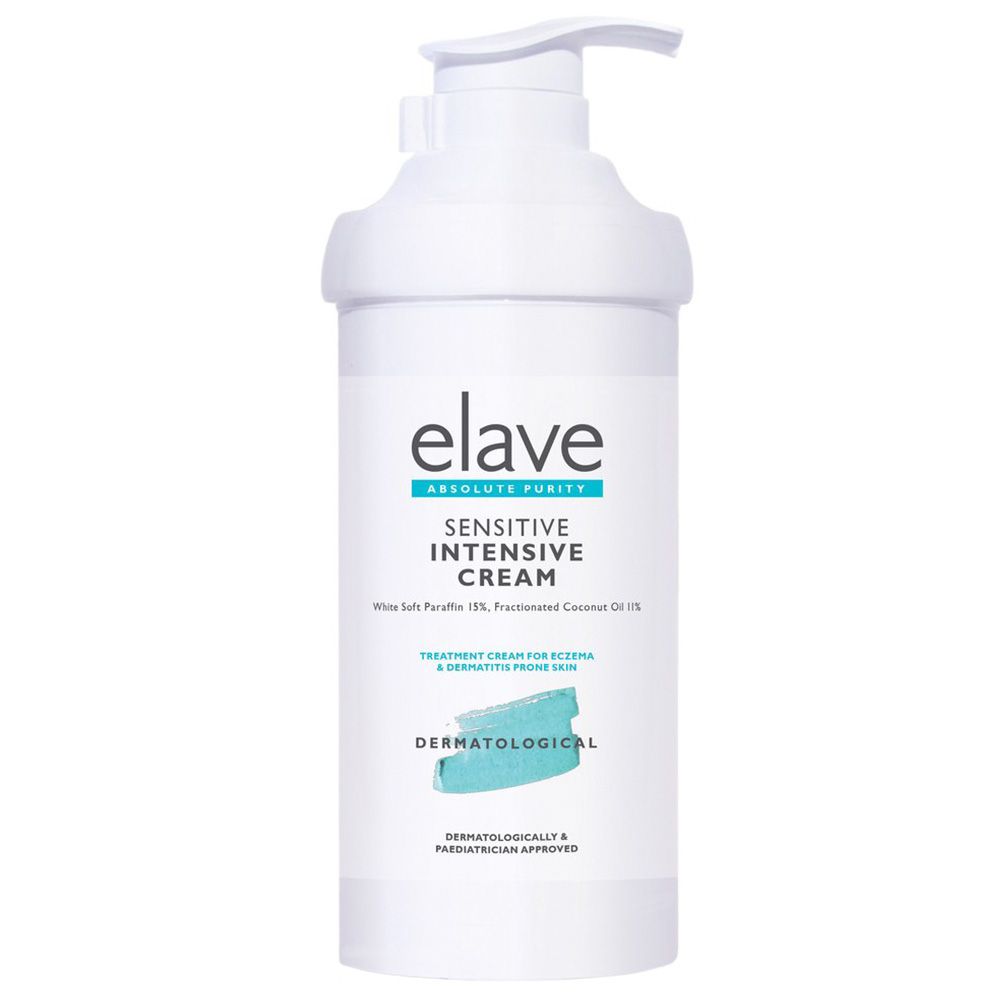 elave
ABSOLUTE PURITY
SENSITIVE
INTENSIVE
CREAM
White Soft Paraffin 15%, Fractionated Coconut Oil 11%
TREATMENT CREAM FOR ECZEMA
& DERMATITIS PRONE SKIN
DERMATOLOGICAL
DERMATOLOGICALLY &
PAEDIATRICIAN APPROVED